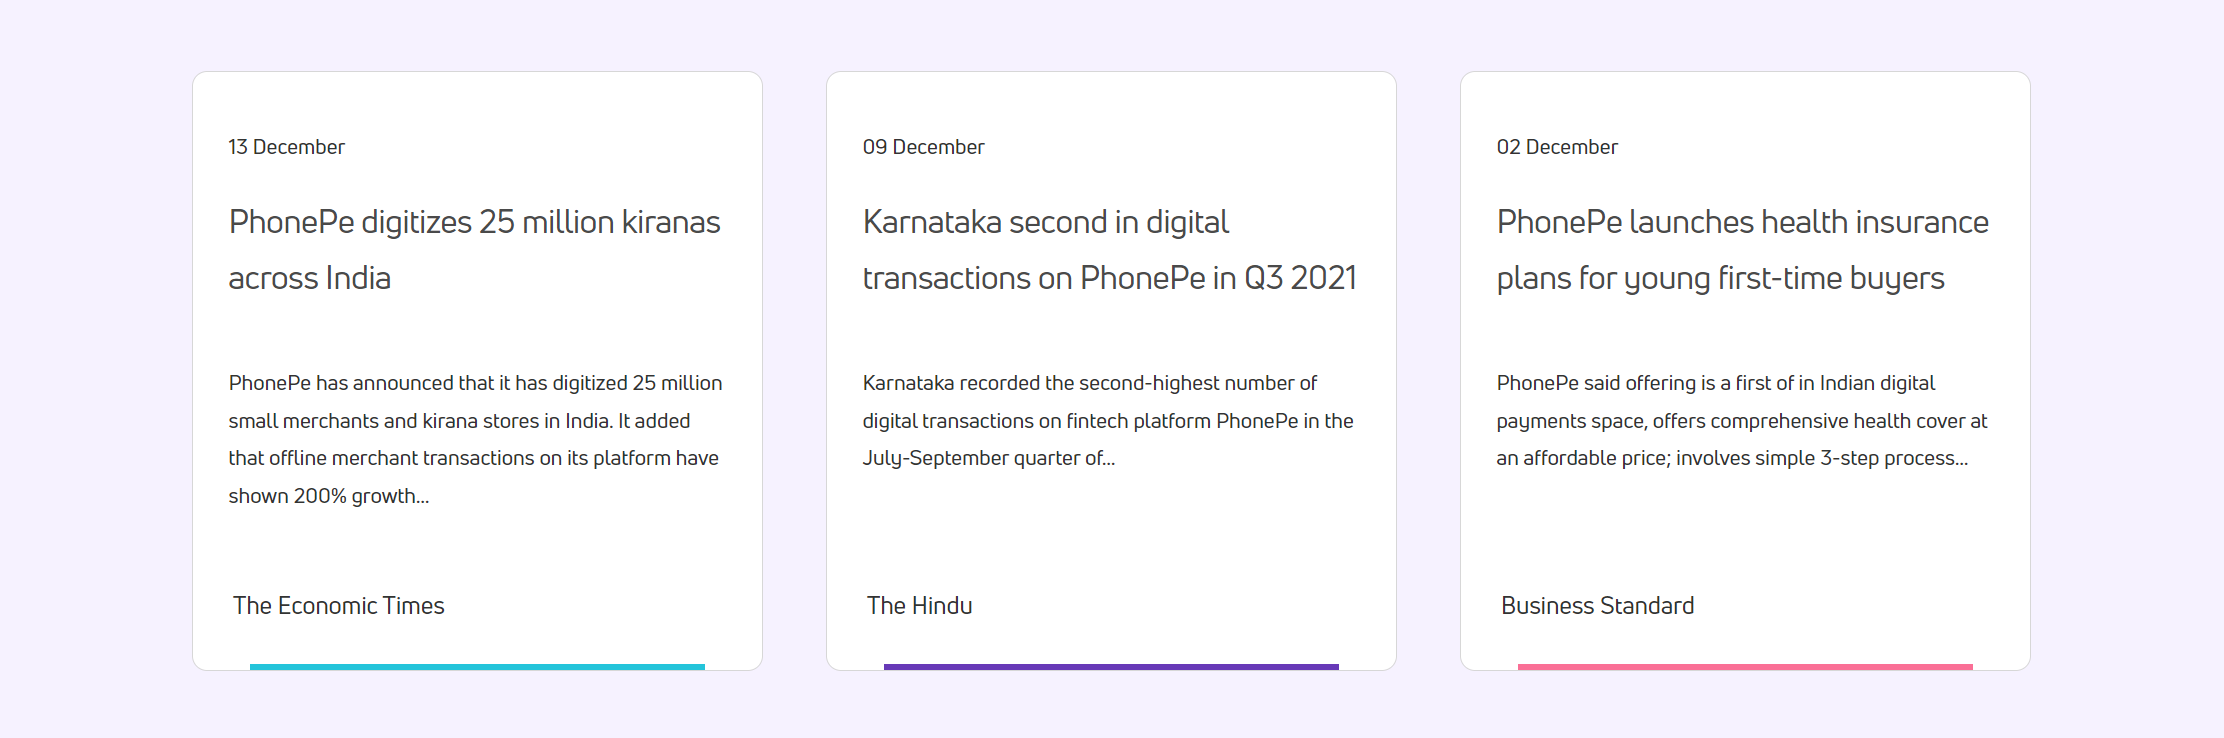 13 December
PhonePe digitizes 25 million kiranas
across India
PhonePe has announced that it has digitized 25 million
small merchants and kirana stores in India. It added
that offline merchant transactions on its platform have
shown 200% growth...
The Economic Times
09 December
Karnataka second in digital
transactions on PhonePe in Q3 2021
Karnataka recorded the second-highest number of
digital transactions on fintech platform PhonePe in the
July-September quarter of...
The Hindu
02 December
PhonePe launches health insurance
plans for young first-time buyers
PhonePe said offering is a first of in Indian digital
payments space, offers comprehensive health cover at
an affordable price; involves simple 3-step process...
Business Standard